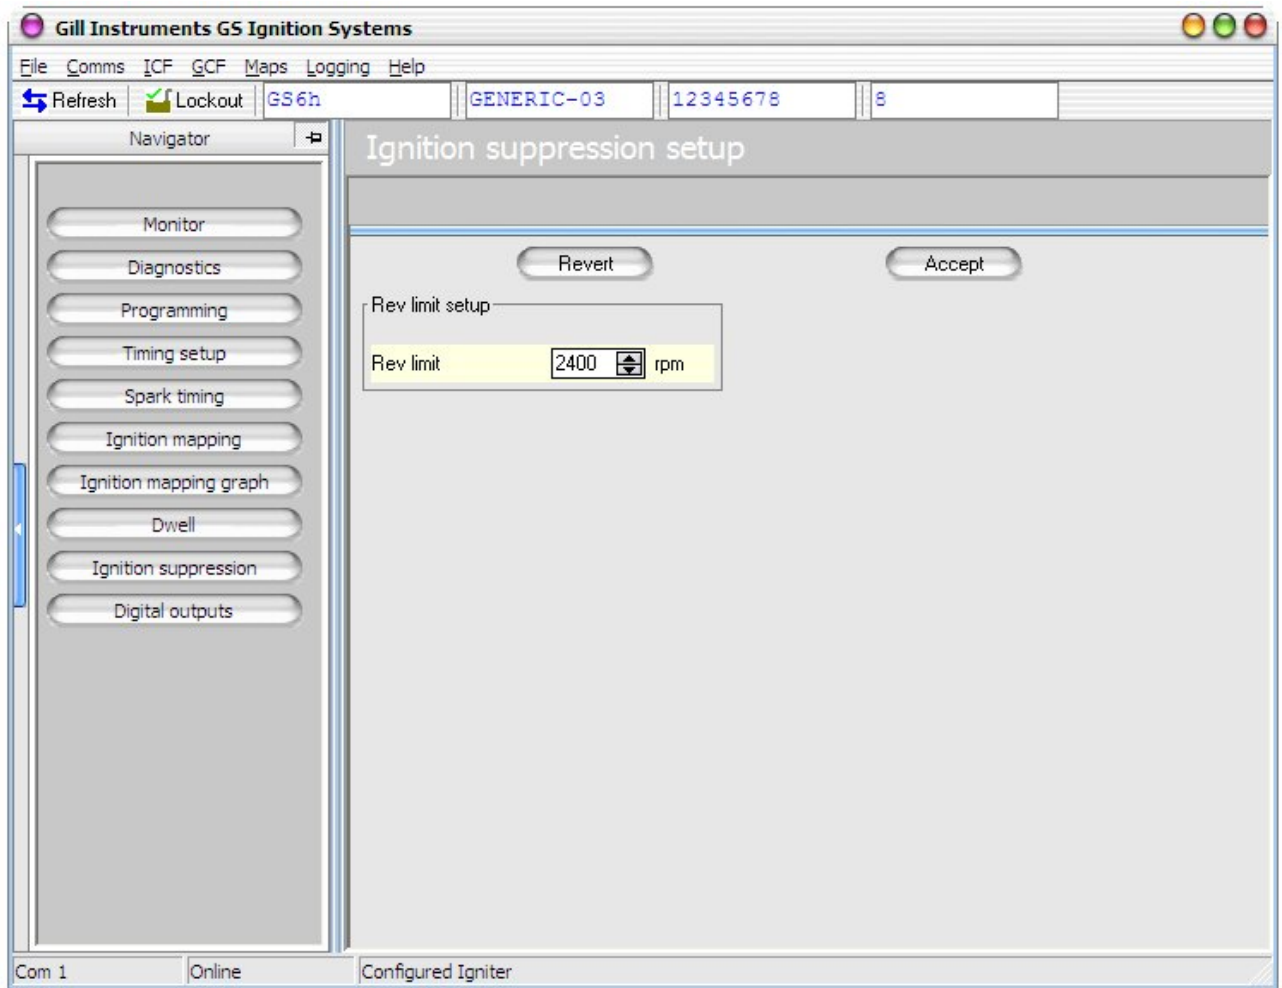 Gill Instruments GS Ignition Systems
File Comms ICF GCF Maps Logging Help
Refresh Lockout GS6h GENERIC-03 12345678 8
Navigator
Ignition suppression setup
Monitor
Diagnostics
Programming
Timing setup
Spark timing
Ignition mapping
Ignition mapping graph
Dwell
Ignition suppression
Digital outputs
Revert Accept
Rev limit setup
Rev limit 2400 rpm
Com 1 Online Configured Igniter